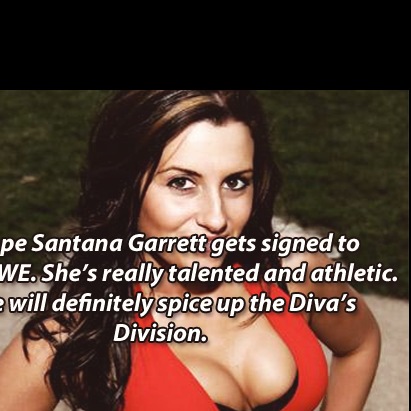 pe Santana Garrett gets signed to
WE. She's really talented and athletic.
e will definitely spice up the Diva's
Division.